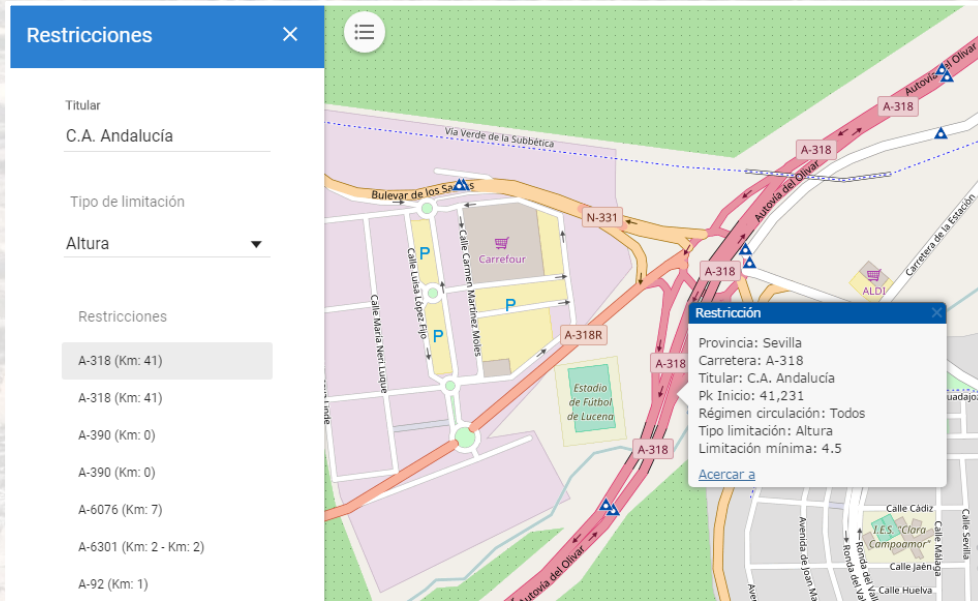 Restricciones
Titular
C.A. Andalucía
Tipo de limitación
Altura
Restricciones
A-318 (Km: 41)
A-318 (Km: 41)
A-390 (Km: 0)
A-390 (Km: 0)
A-6076 (Km: 7)
A-6301 (Km: 2 - Km: 2)
A-92 (Km: 1)
Autovía del Olivar
A-318
Vía Verde de la Subbética
A-318
Autovía del Olivar
Bulevar de los
N-331
Carretera de la Estación
Carrefour
P
Calle Luisa López Fijo
Calle Carmen Martínez Moles
Calle María Neri Luque
A-318
ALDI
P
P
A-318R
A-318
Estadio
de Fútbol
de Lucena
A-318
Restricción
Provincia: Sevilla
Carretera: A-318
Titular: C.A. Andalucía
Pk Inicio: 41,231
Régimen circulación: Todos
Tipo limitación: Altura
Limitación mínima: 4.5
Acercar a
Autovía del Olivar
Calle Cádiz
I.E.S. "Clara
Campoamor"
Calle Jaén
Calle Huelva
Calle Málaga
Calle Sevilla
Avenida de Joan
Ronda del